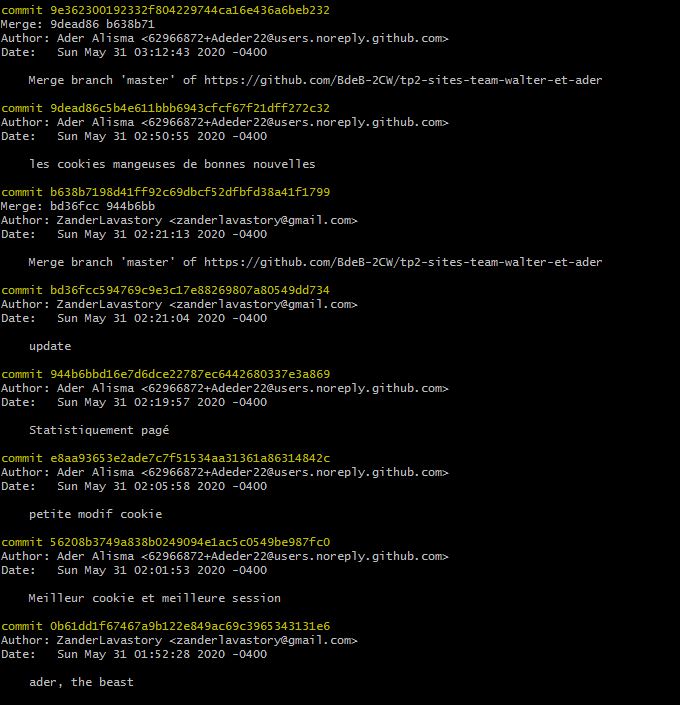 commit 9e362300192332f804229744ca16e436a6beb232
Merge: 9dead86 b638b71
Author: Ader Alisma <62966872+Adeder22@users.noreply.github.com>
Date:   Sun May 31 03:12:43 2020 -0400
Merge branch 'master' of https://github.com/BdeB-2CW/tp2-sites-team-walter-et-ader
commit 9dead86c5b4e611bbb6943cfcf67f21dff272c32
Author: Ader Alisma <62966872+Adeder22@users.noreply.github.com>
Date:   Sun May 31 02:50:55 2020 -0400
les cookies mangeuses de bonnes nouvelles
commit b638b7198d41ff92c69dbcf52dfbfd38a41f1799
Merge: bd36fcc 944b6bb
Author: ZanderLavastory <zanderlavastory@gmail.com>
Date:   Sun May 31 02:21:13 2020 -0400
Merge branch 'master' of https://github.com/BdeB-2CW/tp2-sites-team-walter-et-ader
commit bd36fcc594769c9e3c17e88269807a80549dd734
Author: ZanderLavastory <zanderlavastory@gmail.com>
Date:   Sun May 31 02:21:04 2020 -0400
update
commit 944b6bbd16e7d6dce22787ec6442680337e3a869
Author: Ader Alisma <62966872+Adeder22@users.noreply.github.com>
Date:   Sun May 31 02:19:57 2020 -0400
Statistiquement pagé
commit e8aa93653e2ade7c7f51534aa31361a86314842c
Author: Ader Alisma <62966872+Adeder22@users.noreply.github.com>
Date:   Sun May 31 02:05:58 2020 -0400
petite modif cookie
commit 56208b3749a838b0249094e1ac5c0549be987fc0
Author: Ader Alisma <62966872+Adeder22@users.noreply.github.com>
Date:   Sun May 31 02:01:53 2020 -0400
Meilleur cookie et meilleure session
commit 0b61dd1f67467a9b122e849ac69c3965343131e6
Author: ZanderLavastory <zanderlavastory@gmail.com>
Date:   Sun May 31 01:52:28 2020 -0400
ader, the beast